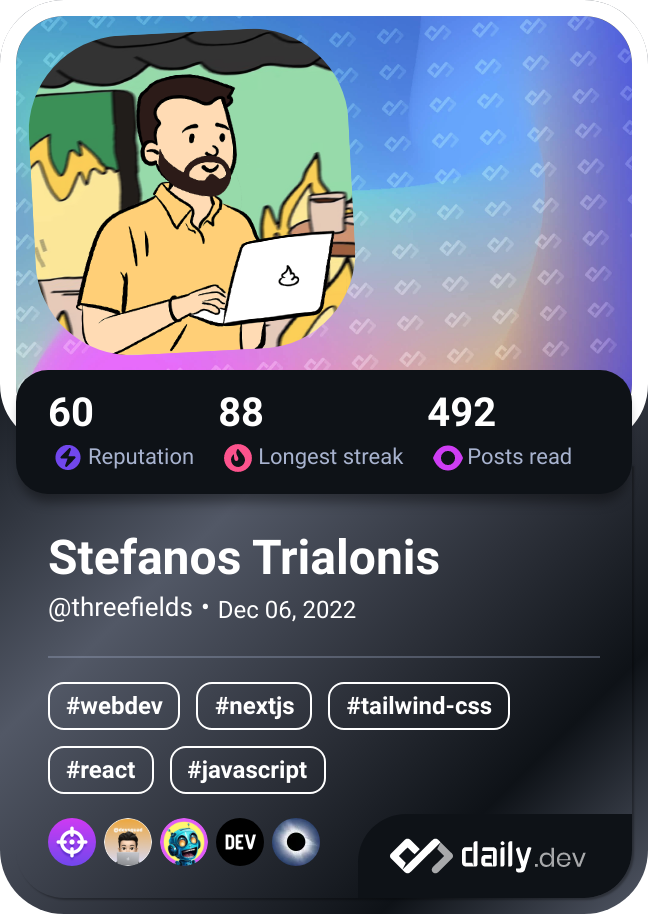 60 88 492
Reputation Longest streak Posts read
Stefanos Trialonis
@threefields • Dec 06, 2022
#webdev #nextjs #tailwind-css
#react #javascript
DEV daily.dev